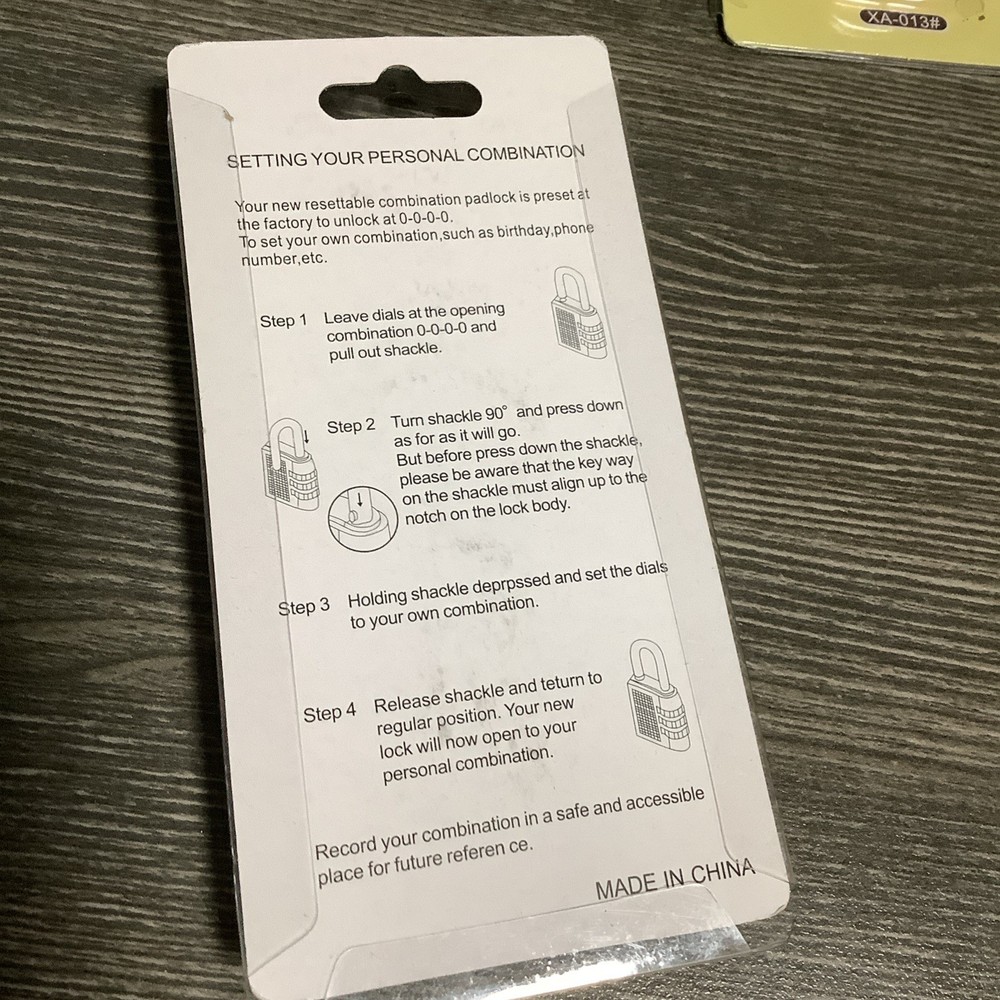 XA-013#
SETTING YOUR PERSONAL COMBINATION
Your new resettable combination padlock is preset at
the factory to unlock at 0-0-0-0.
To set your own combination,such as birthday,phone
number,etc.
Step 1 Leave dials at the opening
combination 0-0-0-0 and
pull out shackle.
Step 2 Turn shackle 90° and press down
as for as it will go.
But before press down the shackle,
please be aware that the key way
on the shackle must align up to the
notch on the lock body.
Step 3 Holding shackle deprpssed and set the dials
to your own combination.
Step 4 Release shackle and teturn to
regular position. Your new
lock will now open to your
personal combination.
Record your combination in a safe and accessible
place for future referen ce.
MADE IN CHINA